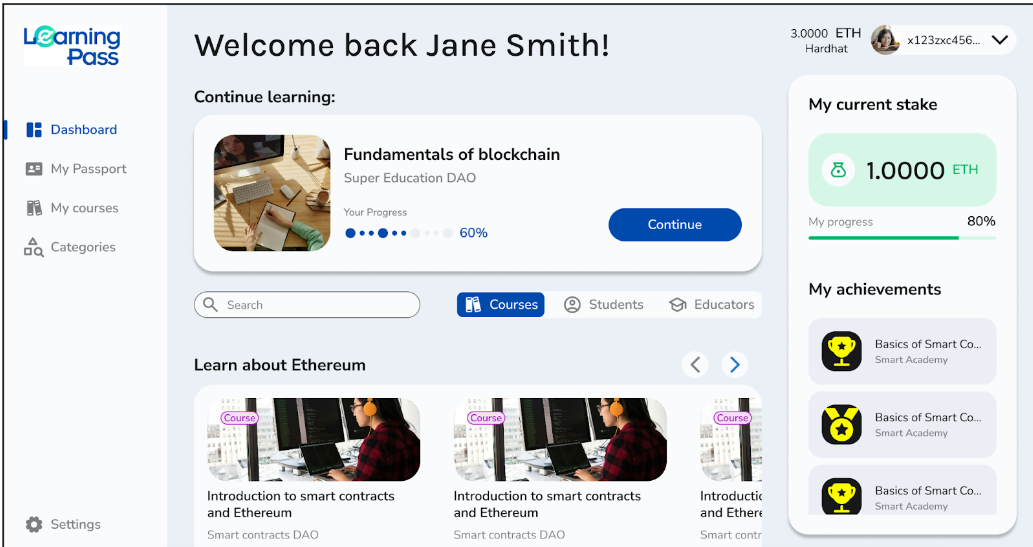 Learning
Pass
Dashboard
My Passport
My courses
Categories
Settings
Welcome back Jane Smith!
3.0000 ETH
Hardhat
x123zxc456...
Continue learning:
Fundamentals of blockchain
Super Education DAO
Your Progress
60%
Continue
Search
Courses
Students
Educators
Learn about Ethereum
Course
Introduction to smart contracts
and Ethereum
Smart contracts DAO
Course
Introduction to smart contracts
and Ethereum
Smart contracts DAO
Course
Introductio
and Ethere
Smart contr
My current stake
1.0000 ETH
My progress
80%
My achievements
Basics of Smart Co...
Smart Academy
Basics of Smart Co...
Smart Academy
Basics of Smart Co...
Smart Academy